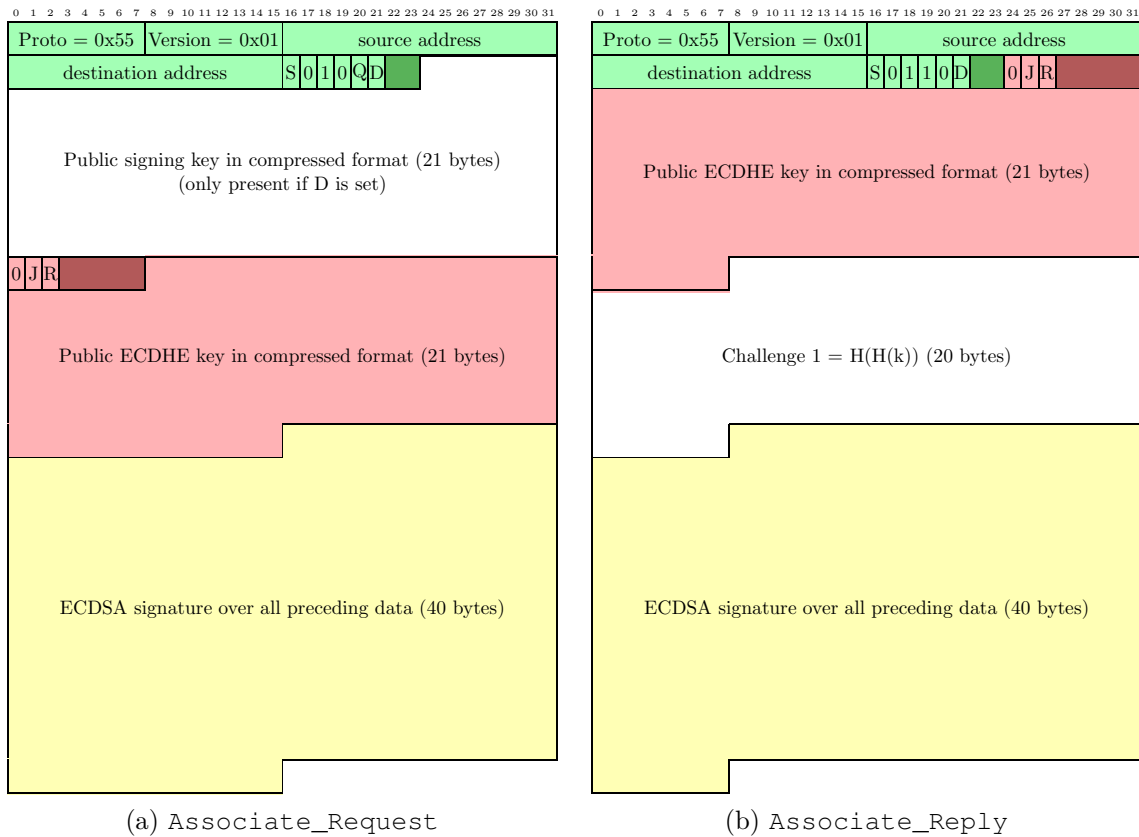 0 1 2 3 4 5 6 7 8 9 10 11 12 13 14 15 16 17 18 19 20 21 22 23 24 25 26 27 28 29 30 31
Proto = 0x55 Version = 0x01 source address
destination address S 0 1 0 Q D
Public signing key in compressed format (21 bytes)
(only present if D is set)
0 J R
Public ECDHE key in compressed format (21 bytes)
ECDSA signature over all preceding data (40 bytes)
(a) Associate_Request
0 1 2 3 4 5 6 7 8 9 10 11 12 13 14 15 16 17 18 19 20 21 22 23 24 25 26 27 28 29 30 31
Proto = 0x55 Version = 0x01 source address
destination address S 0 1 1 0 D 0 J R
Public ECDHE key in compressed format (21 bytes)
Challenge 1 = H(H(k)) (20 bytes)
ECDSA signature over all preceding data (40 bytes)
(b) Associate_Reply